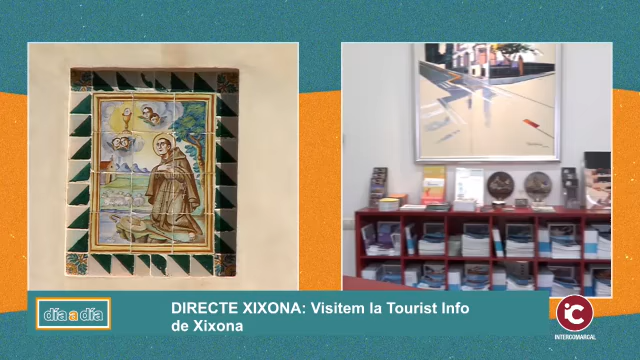 DIRECTE XIXONA: Visitem la Tourist Info
de Xixona
dia a dia
INTERCOMARCAL